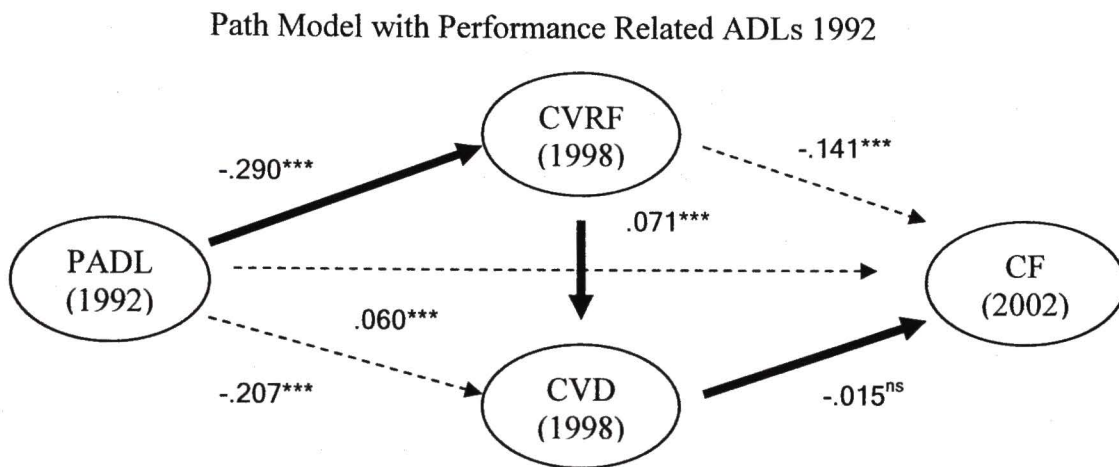 Path Model with Performance Related ADLs 1992
CVRF
(1998)
-.290***
-.141***
.071***
PADL
(1992)
CF
(2002)
.060***
-.207***
CVD
(1998)
-.015ns